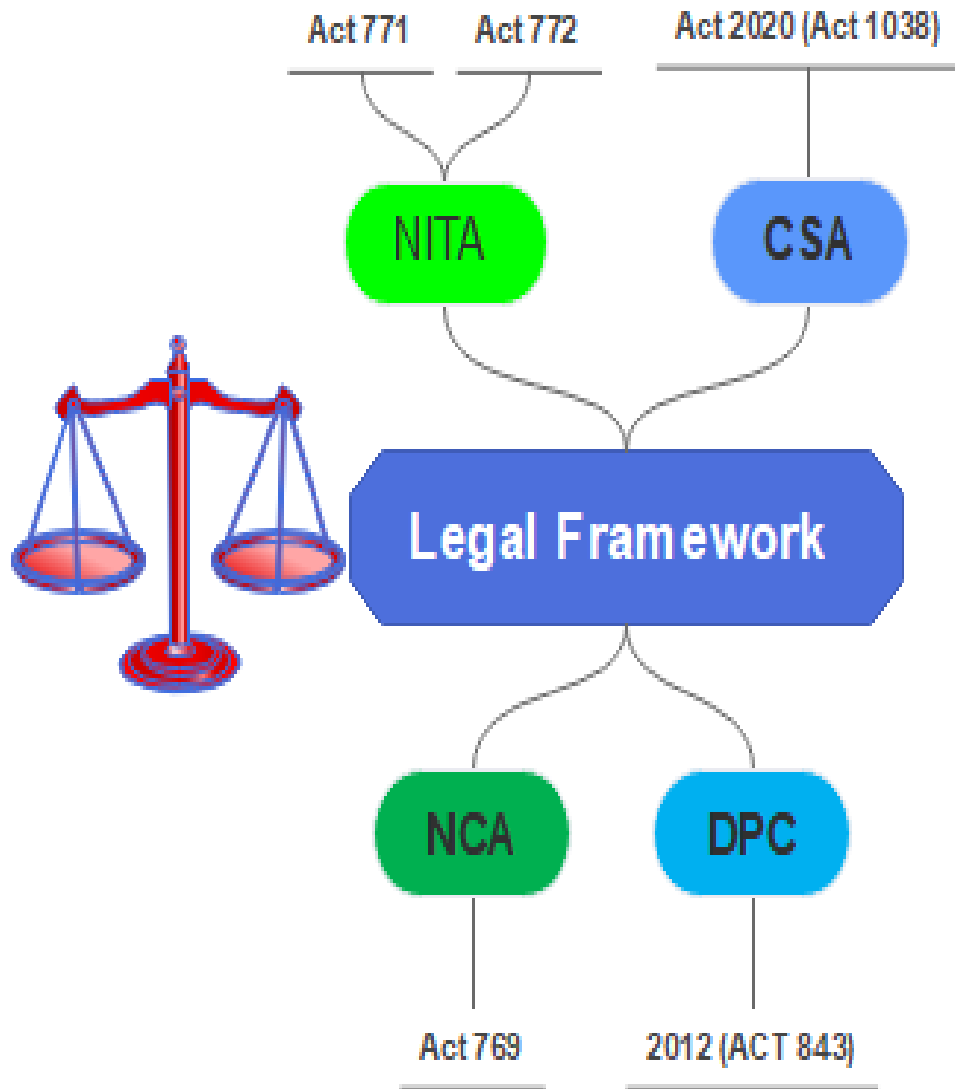 Act 771
Act 772
Act 2020 (Act 1038)
NITA
CSA
Legal Framework
NCA
DPC
Act 769
2012 (ACT 843)